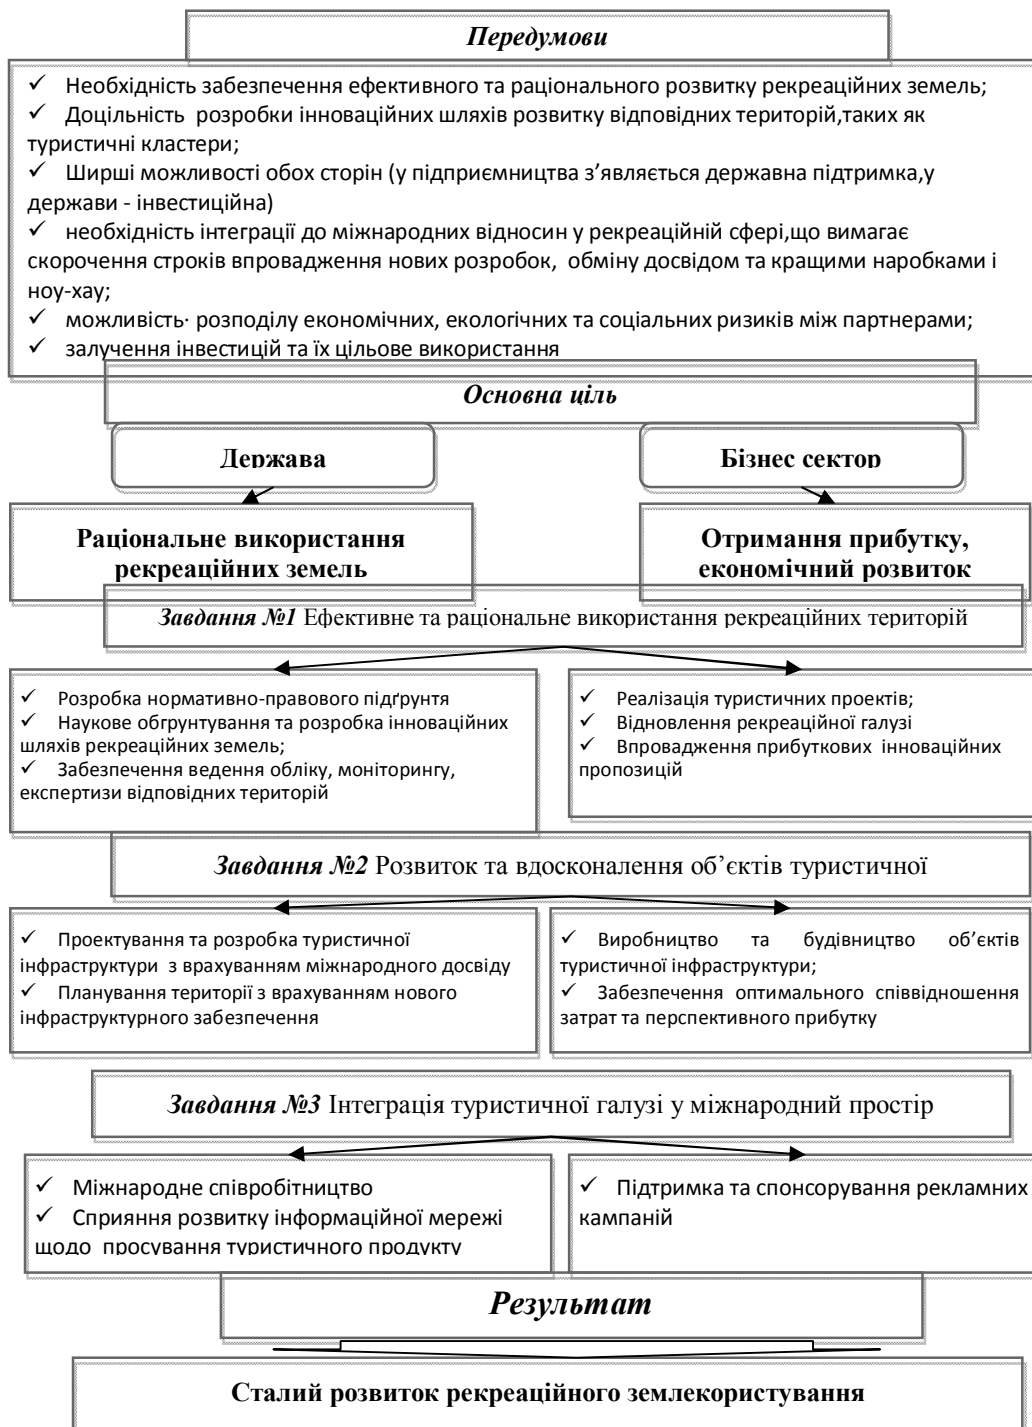 Передумови
✓ Необхідність забезпечення ефективного та раціонального розвитку рекреаційних земель;
✓ Доцільність розробки інноваційних шляхів розвитку відповідних територій,таких як
туристичні кластери;
✓ Ширші можливості обох сторін (у підприємництва з’являється державна підтримка,у
держави - інвестиційна)
✓ необхідність інтеграції до міжнародних відносин у рекреаційній сфері,що вимагає
скорочення строків впровадження нових розробок, обміну досвідом та кращими наробками і
ноу-хау;
✓ можливість· розподілу економічних, екологічних та соціальних ризиків між партнерами;
✓ залучення інвестицій та їх цільове використання
Основна ціль
Держава
Бізнес сектор
Раціональне використання
рекреаційних земель
Отримання прибутку,
економічний розвиток
Завдання №1 Ефективне та раціональне використання рекреаційних територій
✓ Розробка нормативно-правового підґрунтя
✓ Наукове обгрунтування та розробка інноваційних
шляхів рекреаційних земель;
✓ Забезпечення ведення обліку, моніторингу,
експертизи відповідних територій
✓ Реалізація туристичних проектів;
✓ Відновлення рекреаційної галузі
✓ Впровадження прибуткових інноваційних
пропозицій
Завдання №2 Розвиток та вдосконалення об’єктів туристичної
✓ Проектування та розробка туристичної
інфраструктури з врахуванням міжнародного досвіду
✓ Планування території з врахуванням нового
інфраструктурного забезпечення
✓ Виробництво та будівництво об’єктів
туристичної інфраструктури;
✓ Забезпечення оптимального співвідношення
затрат та перспективного прибутку
Завдання №3 Інтеграція туристичної галузі у міжнародний простір
✓ Міжнародне співробітництво
✓ Сприяння розвитку інформаційної мережі
щодо просування туристичного продукту
✓ Підтримка та спонсорування рекламних
кампаній
Результат
Сталий розвиток рекреаційного землекористування